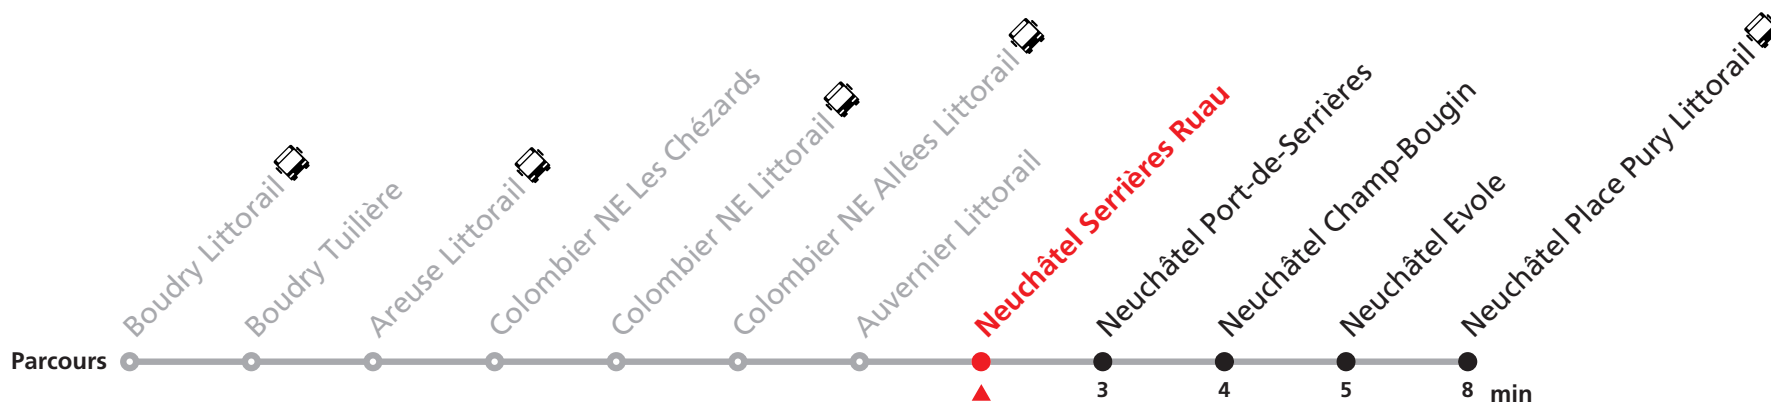 Boudry Littorail
Boudry Tuilière
Areuse Littorail
Colombier NE Les Chézards
Colombier NE Littorail
Colombier NE Allées Littorail
Auvernier Littorail
Neuchâtel Serrières Ruau
Neuchâtel Port-de-Serrières
Neuchâtel Champ-Bougin
Neuchâtel Evole
Neuchâtel Place Pury Littorail
Parcours
3 4 5 8 min